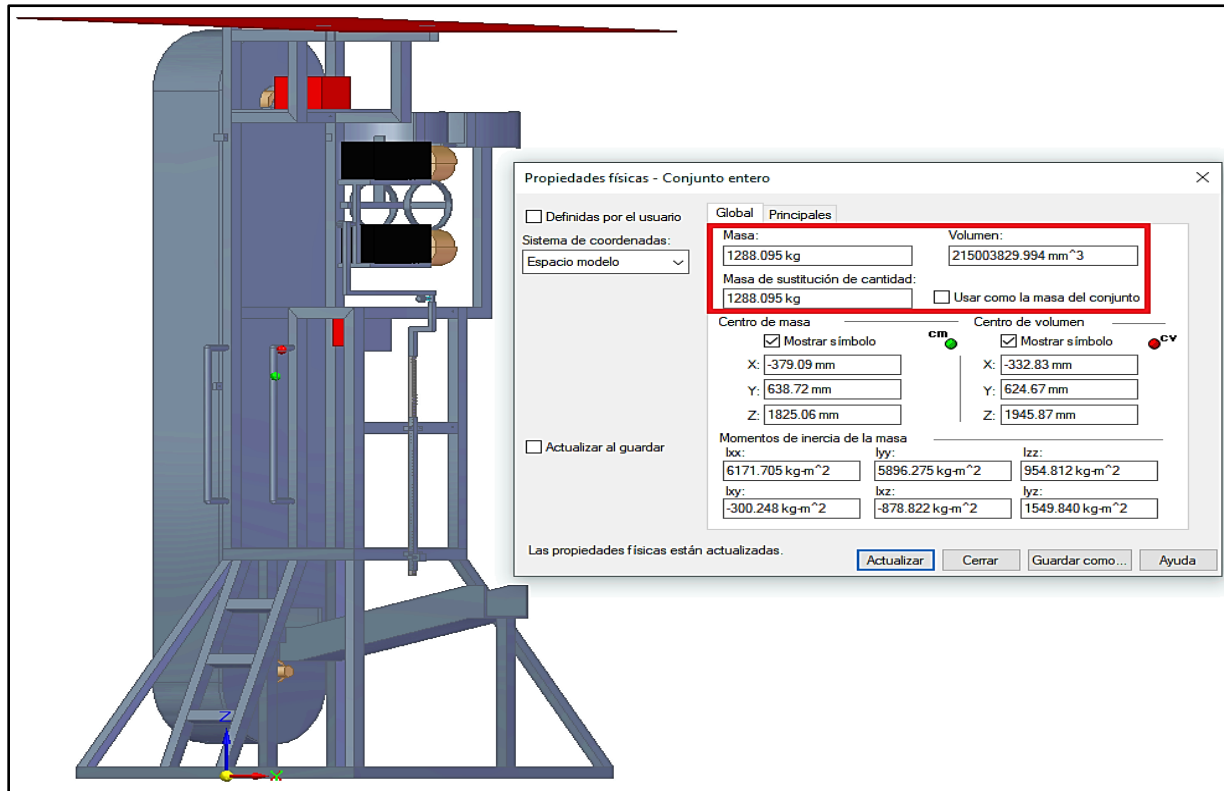 Propiedades físicas - Conjunto entero
Definidas por el usuario
Sistema de coordenadas:
Espacio modelo
Global Principales
Masa: Volumen:
1288.095 kg 215003829.994 mm^3
Masa de sustitución de cantidad:
1288.095 kg Usar como la masa del conjunto
Centro de masa Centro de volumen
Mostrar símbolo cm Mostrar símbolo cv
X: -379.09 mm X: -332.83 mm
Y: 638.72 mm Y: 624.67 mm
Z: 1825.06 mm Z: 1945.87 mm
Actualizar al guardar
Momentos de inercia de la masa
Ixx: Iyy: Izz:
6171.705 kg-m^2 5896.275 kg-m^2 954.812 kg-m^2
Ixy: Ixz: Iyz:
-300.248 kg-m^2 -878.822 kg-m^2 1549.840 kg-m^2
Las propiedades físicas están actualizadas.
Actualizar Cerrar Guardar como... Ayuda
Z
X